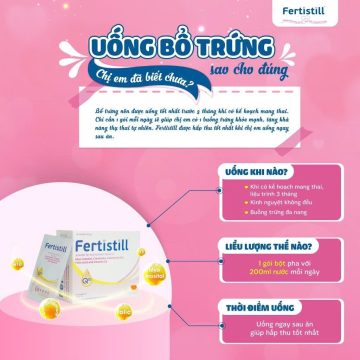 Fertistill
UỐNG BỔ TRỨNG
Chị em đã biết chưa?
sao cho đúng
Bổ trứng nên được uống tốt nhất trước 3 tháng khi có kế hoạch mang thai.
Chỉ cần 1 gói mỗi ngày sẽ giúp chị em có 1 buồng trứng khỏe mạnh, tăng khả
năng thụ thai tự nhiên. Fertistill được hấp thu tốt nhất khi chị em uống ngay
sau ăn.
UỐNG KHI NÀO?
Khi có kế hoạch mang thai,
liệu trình 3 tháng
Kinh nguyệt không đều
Buồng trứng đa nang
LIỀU LƯỢNG THẾ NÀO?
1 gói bột pha với
200ml nước mỗi ngày
THỜI ĐIỂM UỐNG
Uống ngay sau ăn
giúp hấp thu tốt nhất
Fertistill
inositol